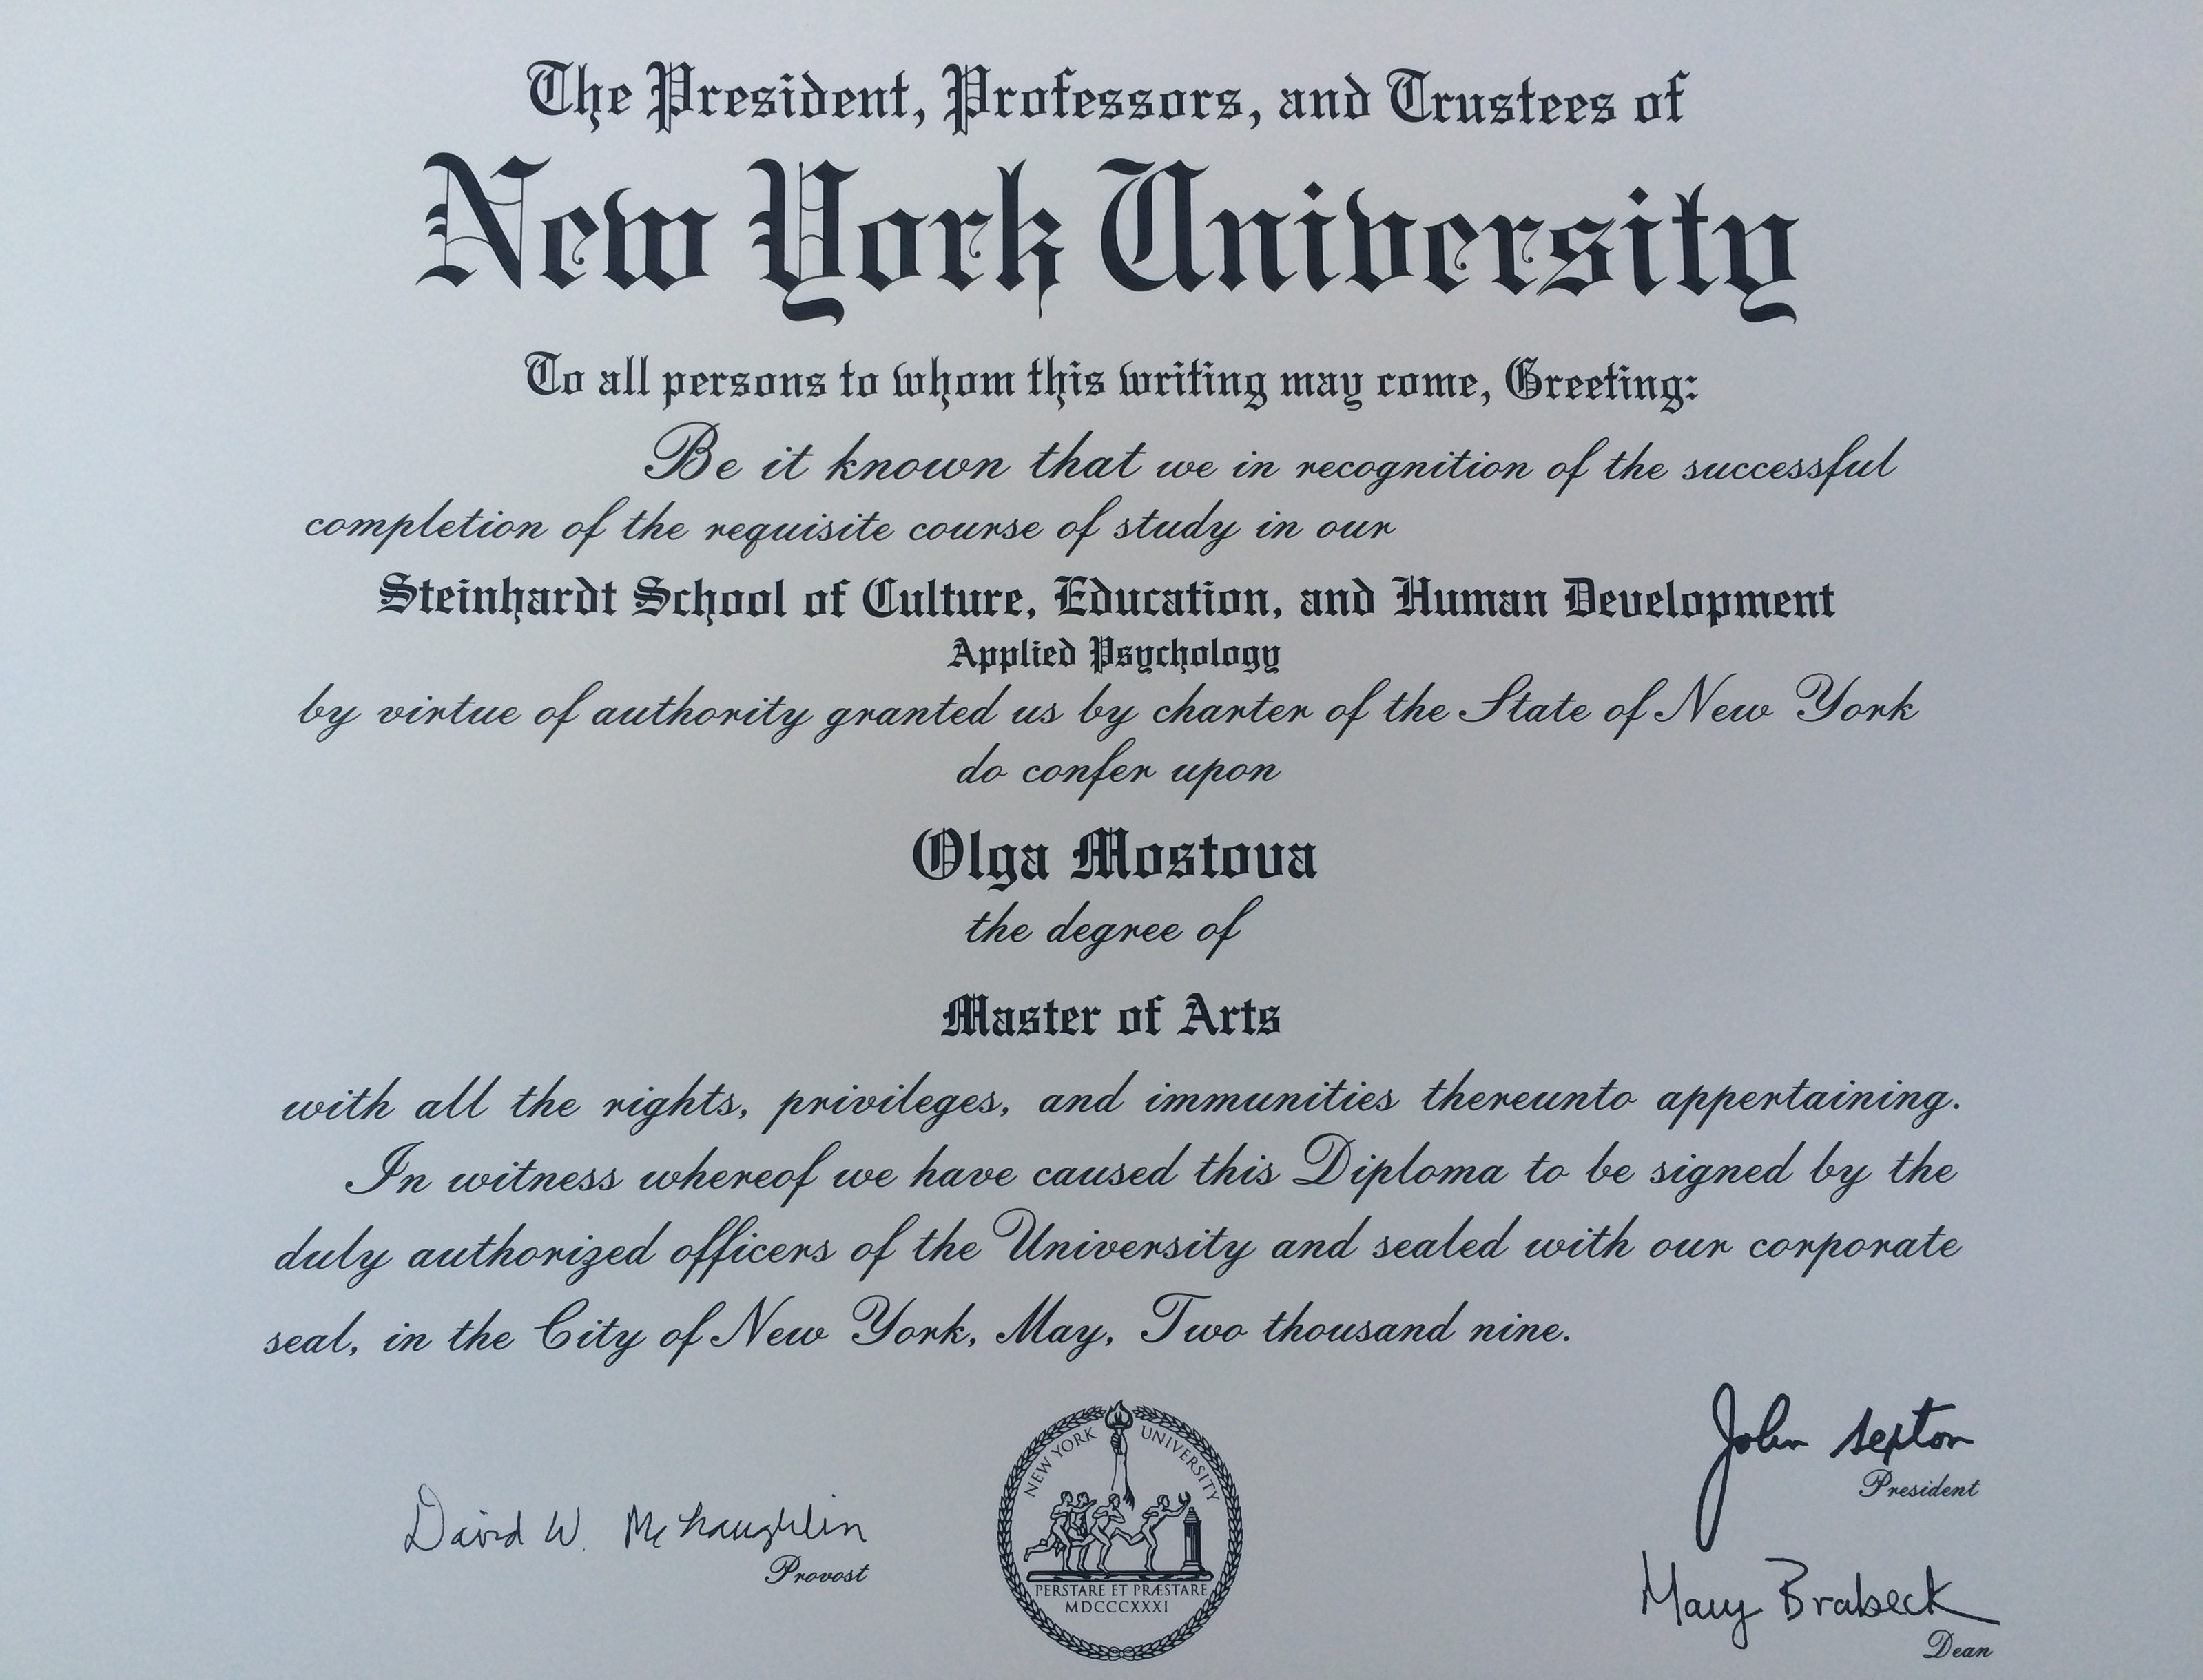 The President, Professors, and Trustees of
New York University
To all persons to whom this writing may come, Greeting:
Be it known that we in recognition of the successful
completion of the requisite course of study in our
Steinhardt School of Culture, Education, and Human Development
Applied Psychology
by virtue of authority granted us by charter of the State of New York
do confer upon
Olga Mostova
the degree of
Master of Arts
with all the rights, privileges, and immunities thereunto appertaining.
In witness whereof we have caused this Diploma to be signed by the
duly authorized officers of the University and sealed with our corporate
seal, in the City of New York, May, Two thousand nine.
David W. McLaughlin
Provost
NEW YORK UNIVERSITY
PERSTARE ET PRÆSTARE
MDCCCXXXI
John Sexton
President
Mary Brabeck
Dean